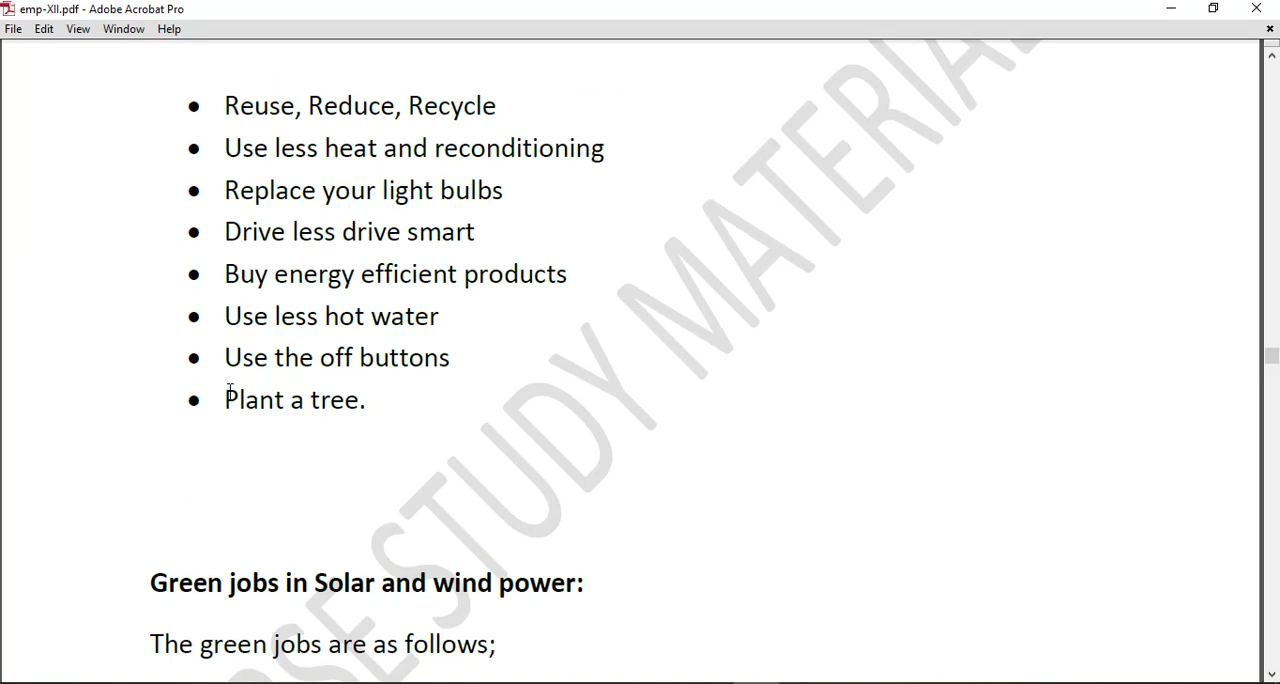 emp-XII.pdf - Adobe Acrobat Pro
File Edit View Window Help
• Reuse, Reduce, Recycle
• Use less heat and reconditioning
• Replace your light bulbs
• Drive less drive smart
• Buy energy efficient products
• Use less hot water
• Use the off buttons
• Plant a tree.
Green jobs in Solar and wind power:
The green jobs are as follows;
STUDY MATERIAL